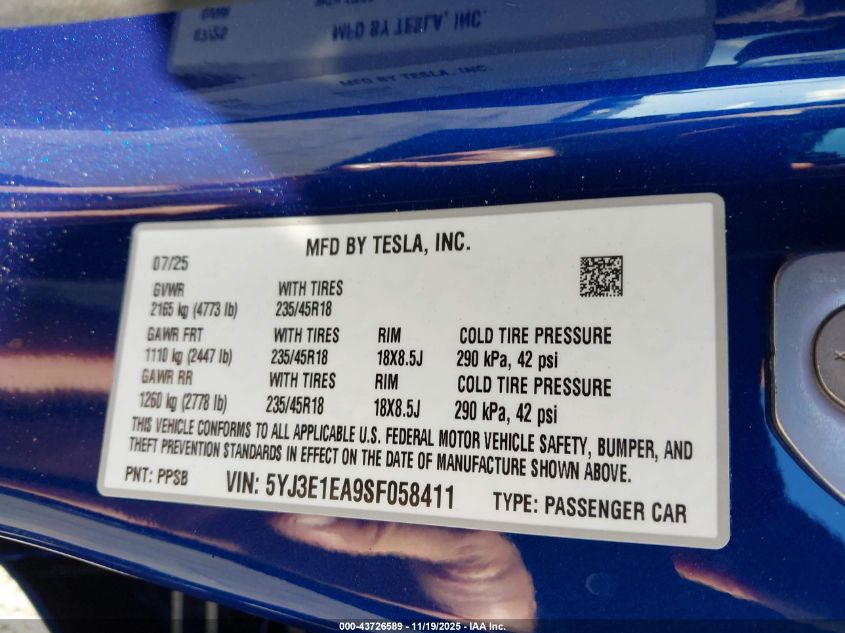 MFD BY TESLA, INC.
07/25
GVWR WITH TIRES
2165 kg (4773 lb) 235/45R18
GAWR FRT WITH TIRES RIM COLD TIRE PRESSURE
1110 kg (2447 lb) 235/45R18 18X8.5J 290 kPa, 42 psi
GAWR RR WITH TIRES RIM COLD TIRE PRESSURE
1260 kg (2778 lb) 235/45R18 18X8.5J 290 kPa, 42 psi
THIS VEHICLE CONFORMS TO ALL APPLICABLE U.S. FEDERAL MOTOR VEHICLE SAFETY, BUMPER, AND
THEFT PREVENTION STANDARDS IN EFFECT ON THE DATE OF MANUFACTURE SHOWN ABOVE.
PNT: PPSB VIN: 5YJ3E1EA9SF058411 TYPE: PASSENGER CAR
000-43726589 - 11/19/2025 - IAA Inc.